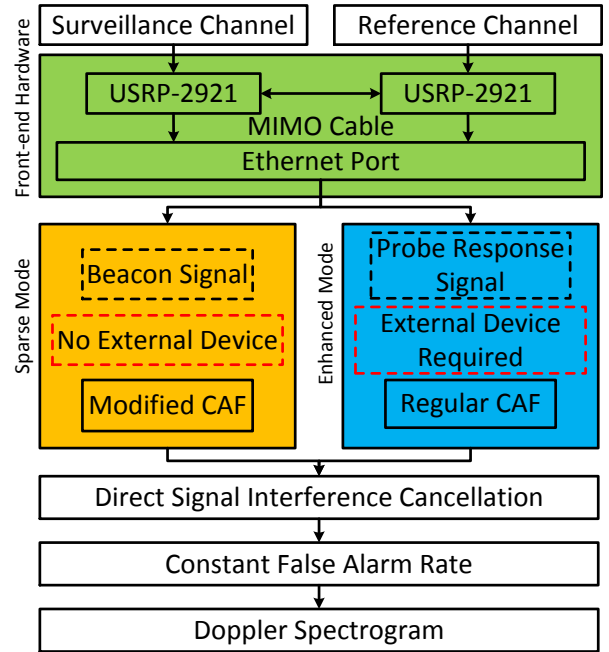 Surveillance Channel
Reference Channel
Front-end Hardware
USRP-2921
USRP-2921
MIMO Cable
Ethernet Port
Sparse Mode
Beacon Signal
No External Device
Modified CAF
Enhanced Mode
Probe Response
Signal
External Device
Required
Regular CAF
Direct Signal Interference Cancellation
Constant False Alarm Rate
Doppler Spectrogram